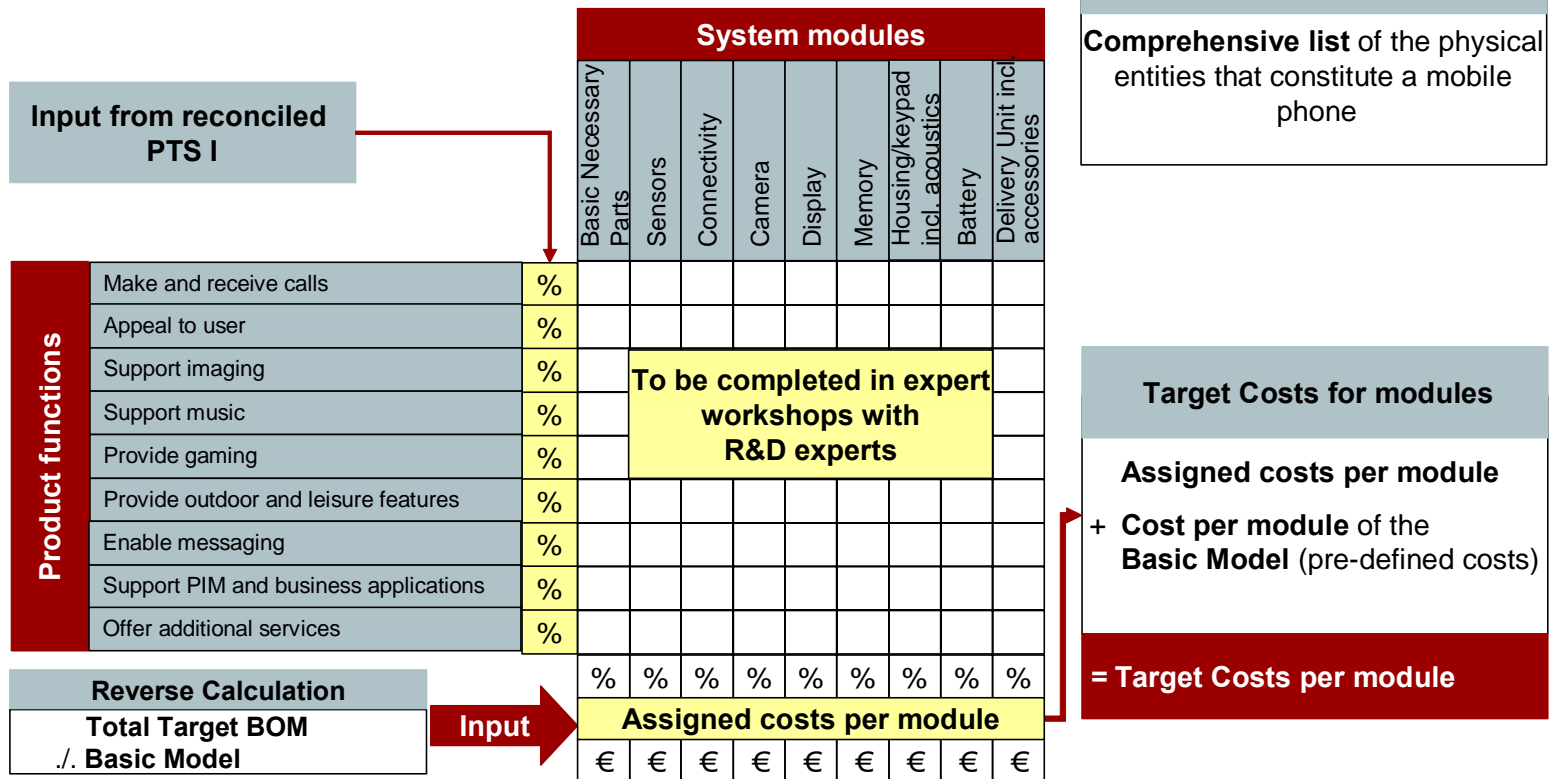 System modules
Comprehensive list of the physical
entities that constitute a mobile
phone
Input from reconciled
PTS I
Basic Necessary
Parts
Sensors
Connectivity
Camera
Display
Memory
Housing/keypad
incl. acoustics
Battery
Delivery Unit incl.
accessories
Product functions
Make and receive calls %
Appeal to user %
Support imaging %
Support music %
Provide gaming %
Provide outdoor and leisure features %
Enable messaging %
Support PIM and business applications %
Offer additional services %
To be completed in expert
workshops with
R&D experts
Target Costs for modules
Assigned costs per module
+ Cost per module of the
Basic Model (pre-defined costs)
= Target Costs per module
% % % % % % % % %
Reverse Calculation
Total Target BOM
./. Basic Model
Input
Assigned costs per module
€ € € € € € € € €